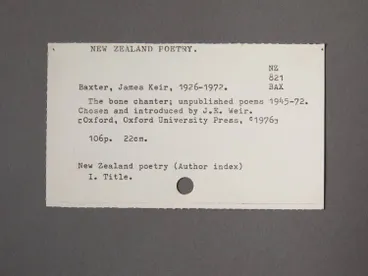 NEW ZEALAND POETRY.
NZ
821
Baxter, James Keir, 1926-1972. BAX
The bone chanter; unpublished poems 1945-72.
Chosen and introduced by J.E. Weir.
[Oxford, Oxford University Press, ©1976]
106p. 22cm.
New Zealand poetry (Author index)
I. Title.